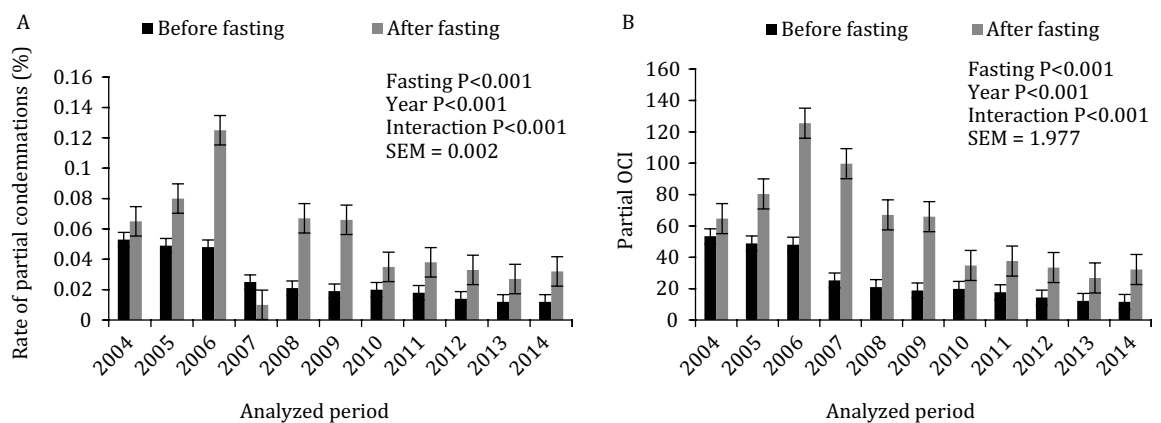 A
Before fasting
After fasting
Rate of partial condemnations (%)
0.16
0.14
0.12
0.1
0.08
0.06
0.04
0.02
0
Fasting P<0.001
Year P<0.001
Interaction P<0.001
SEM = 0.002
2004
2005
2006
2007
2008
2009
2010
2011
2012
2013
2014
Analyzed period
B
Before fasting
After fasting
Partial OCI
160
140
120
100
80
60
40
20
0
Fasting P<0.001
Year P<0.001
Interaction P<0.001
SEM = 1.977
2004
2005
2006
2007
2008
2009
2010
2011
2012
2013
2014
Analyzed period